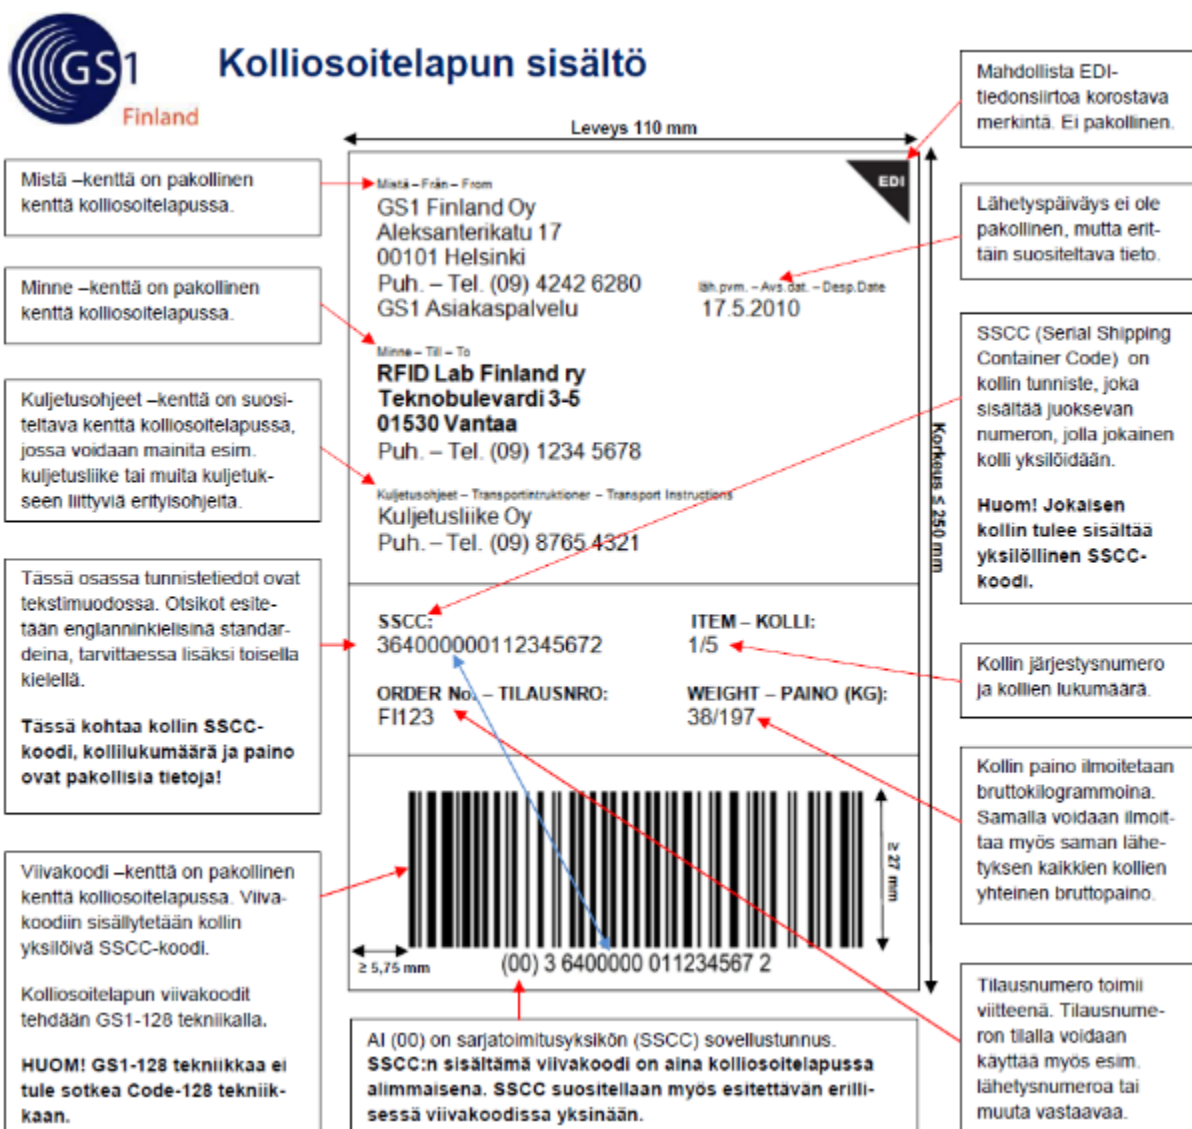 GS1
Finland
Kolliosoitelapun sisältö
Leveys 110 mm
Mistä –kenttä on pakollinen
kenttä kolliosoitelapussa.
Minne –kenttä on pakollinen
kenttä kolliosoitelapussa.
Kuljetusohjeet –kenttä on suosi-
teltava kenttä kolliosoitelapussa,
jossa voidaan mainita esim.
kuljetusliike tai muita kuljetuk-
seen liittyviä erityisohjeita.
Tässä osassa tunnistetiedot ovat
tekstimuodossa. Otsikot esite-
tään englanninkielisinä standar-
deina, tarvittaessa lisäksi toisella
kielellä.
Tässä kohtaa kollin SSCC-
koodi, kollilukumäärä ja paino
ovat pakollisia tietoja!
Viivakoodi –kenttä on pakollinen
kenttä kolliosoitelapussa. Viiva-
koodiin sisällytetään kollin
yksilöivä SSCC-koodi.
Kolliosoitelapun viivakoodit
tehdään GS1-128 tekniikalla.
HUOM! GS1-128 tekniikkaa ei
tule sotkea Code-128 tekniik-
kaan.
EDI
Mistä – Från – From
GS1 Finland Oy
Aleksanterikatu 17
00101 Helsinki
Puh. – Tel. (09) 4242 6280
GS1 Asiakaspalvelu
läh.pvm. – Avs.dat. – Desp.Date
17.5.2010
Minne – Till – To
RFID Lab Finland ry
Teknobulevardi 3-5
01530 Vantaa
Puh. – Tel. (09) 1234 5678
Kuljetusohjeet – Transportintruktioner – Transport Instructions
Kuljetusliike Oy
Puh. – Tel. (09) 8765 4321
SSCC:
364000000112345672
ITEM – KOLLI:
1/5
ORDER No. – TILAUSNRO:
FI123
WEIGHT – PAINO (KG):
38/197
≥ 27 mm
≥ 5,75 mm
(00) 3 6400000 011234567 2
Korkeus ≤ 250 mm
AI (00) on sarjatoimitusyksikön (SSCC) sovellustunnus.
SSCC:n sisältämä viivakoodi on aina kolliosoitelapussa
alimmaisena. SSCC suositellaan myös esitettävän erilli-
sessä viivakoodissa yksinään.
Mahdollista EDI-
tiedonsiirtoa korostava
merkintä. Ei pakollinen.
Lähetyspäiväys ei ole
pakollinen, mutta erit-
täin suositeltava tieto.
SSCC (Serial Shipping
Container Code) on
kollin tunniste, joka
sisältää juoksevan
numeron, jolla jokainen
kolli yksilöidään.
Huom! Jokaisen
kollin tulee sisältää
yksilöllinen SSCC-
koodi.
Kollin järjestysnumero
ja kollien lukumäärä.
Kollin paino ilmoitetaan
bruttokilogrammoina.
Samalla voidaan ilmoit-
taa myös saman lähe-
tyksen kaikkien kollien
yhteinen bruttopaino.
Tilausnumero toimii
viitteenä. Tilausnume-
ron tilalla voidaan
käyttää myös esim.
lähetysnumeroa tai
muuta vastaavaa.